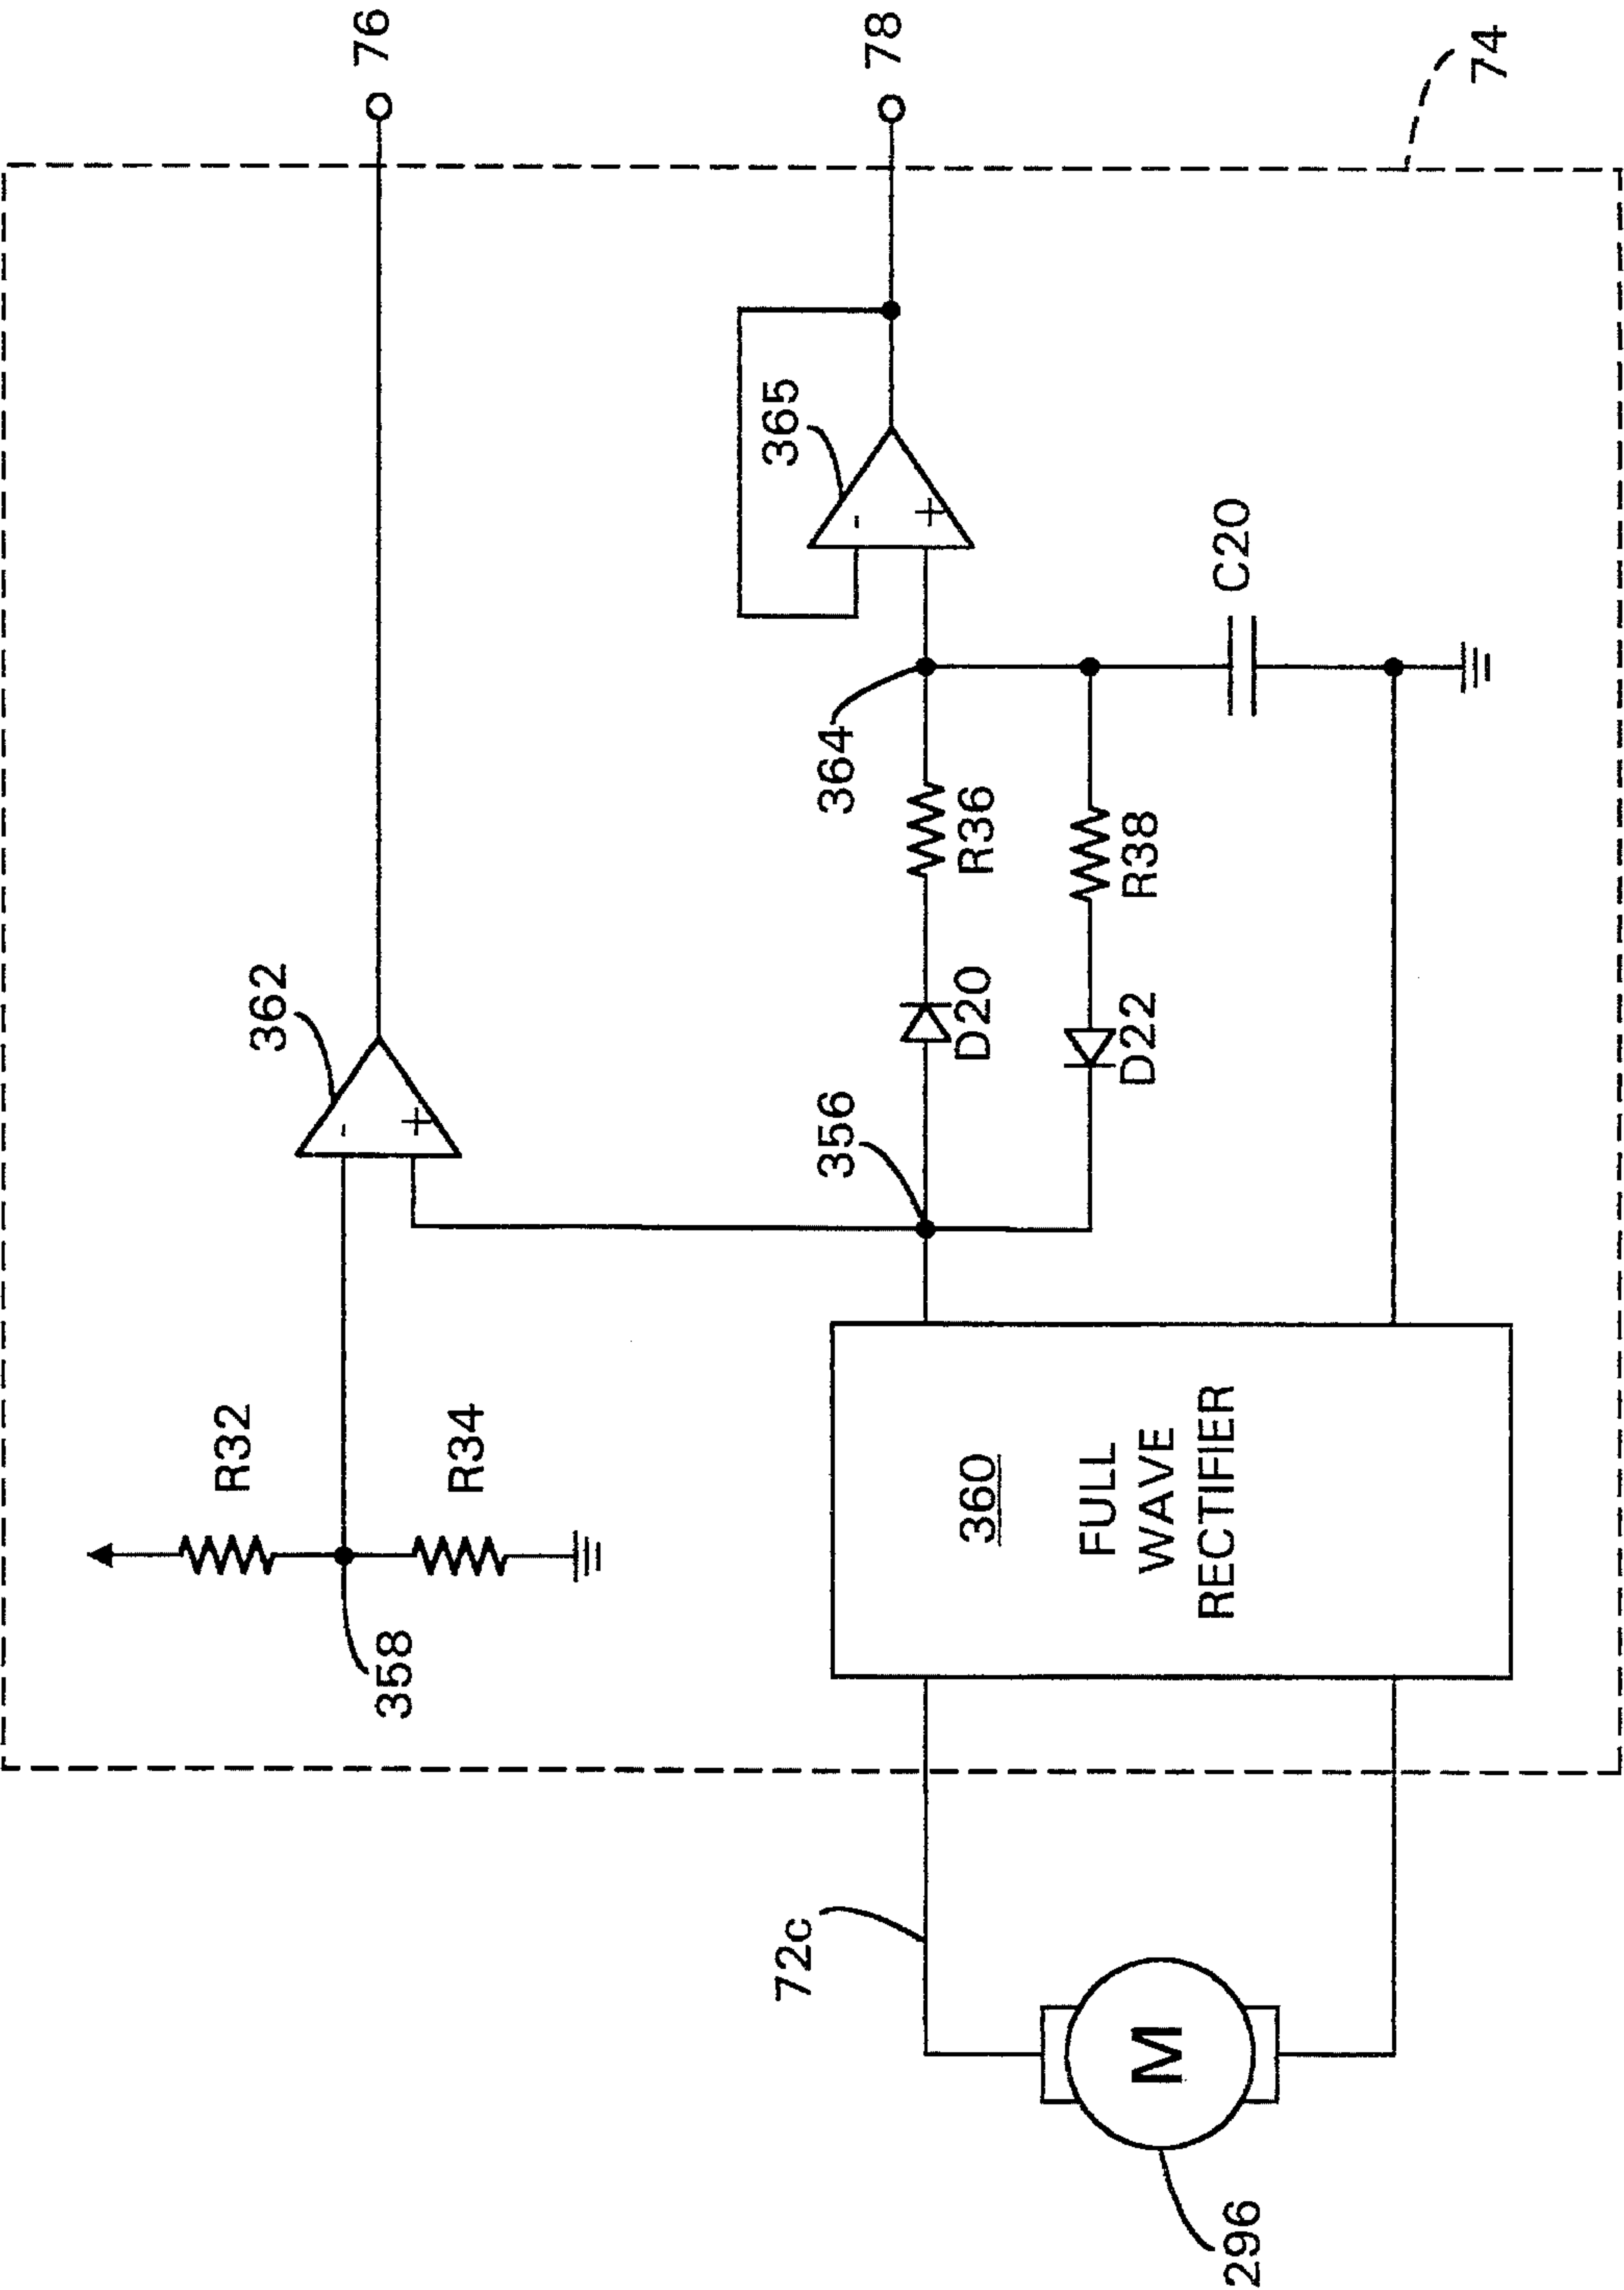 76
362
R32
R34
358
365
78
364
R36
D20
356
R38
D22
C20
360
FULL
WAVE
RECTIFIER
72c
M
296
74
-
+
-
+